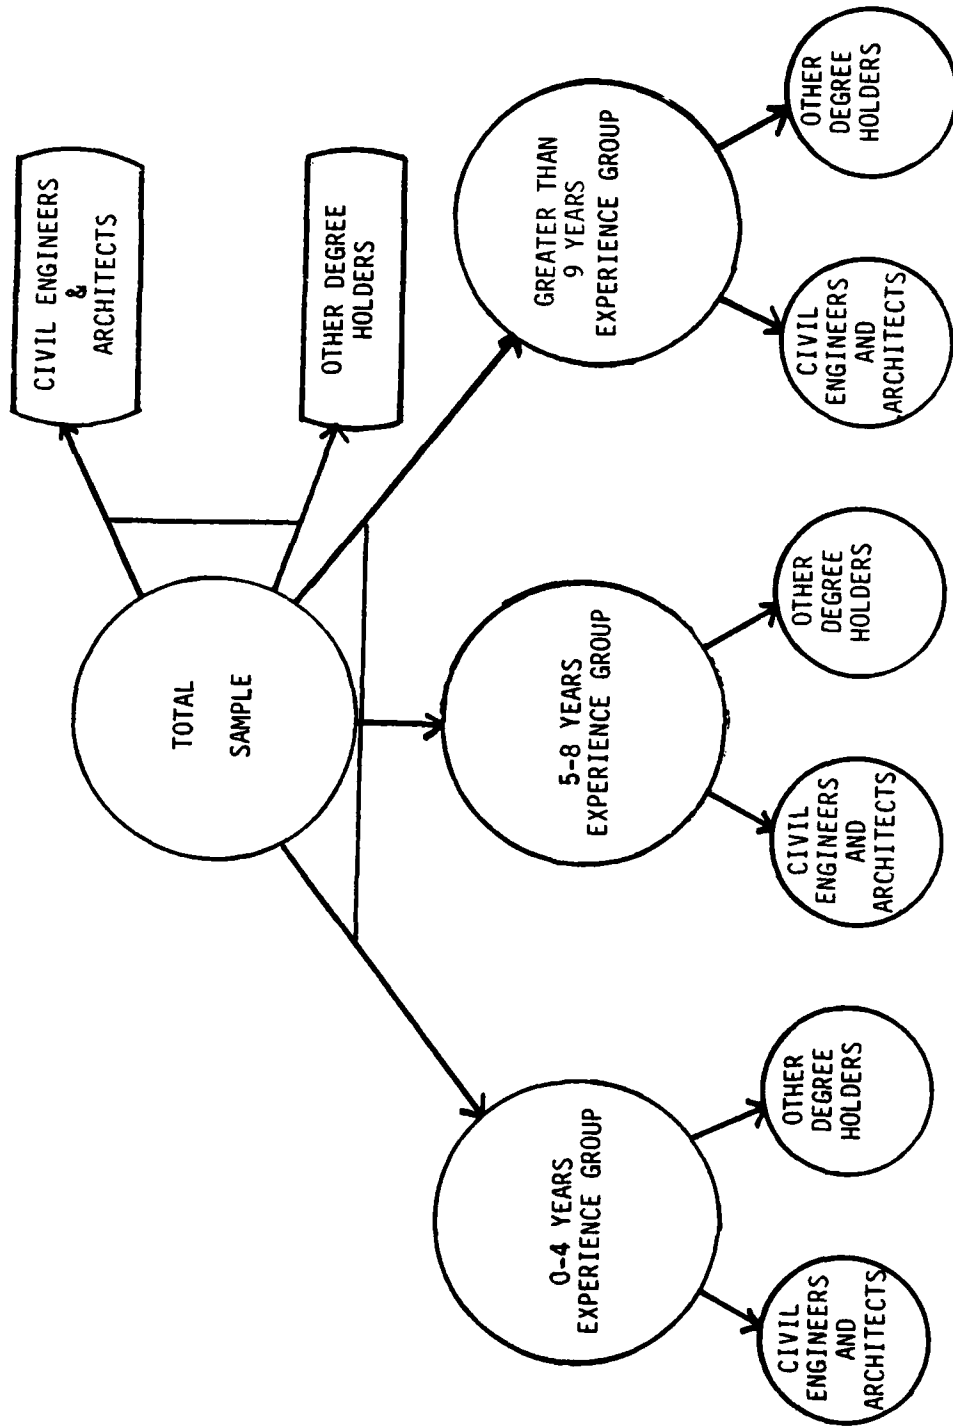 CIVIL ENGINEERS
&
ARCHITECTS
OTHER DEGREE
HOLDERS
TOTAL
SAMPLE
0-4 YEARS
EXPERIENCE GROUP
5-8 YEARS
EXPERIENCE GROUP
GREATER THAN
9 YEARS
EXPERIENCE GROUP
CIVIL
ENGINEERS
AND
ARCHITECTS
OTHER
DEGREE
HOLDERS
CIVIL
ENGINEERS
AND
ARCHITECTS
OTHER
DEGREE
HOLDERS
CIVIL
ENGINEERS
AND
ARCHITECTS
OTHER
DEGREE
HOLDERS